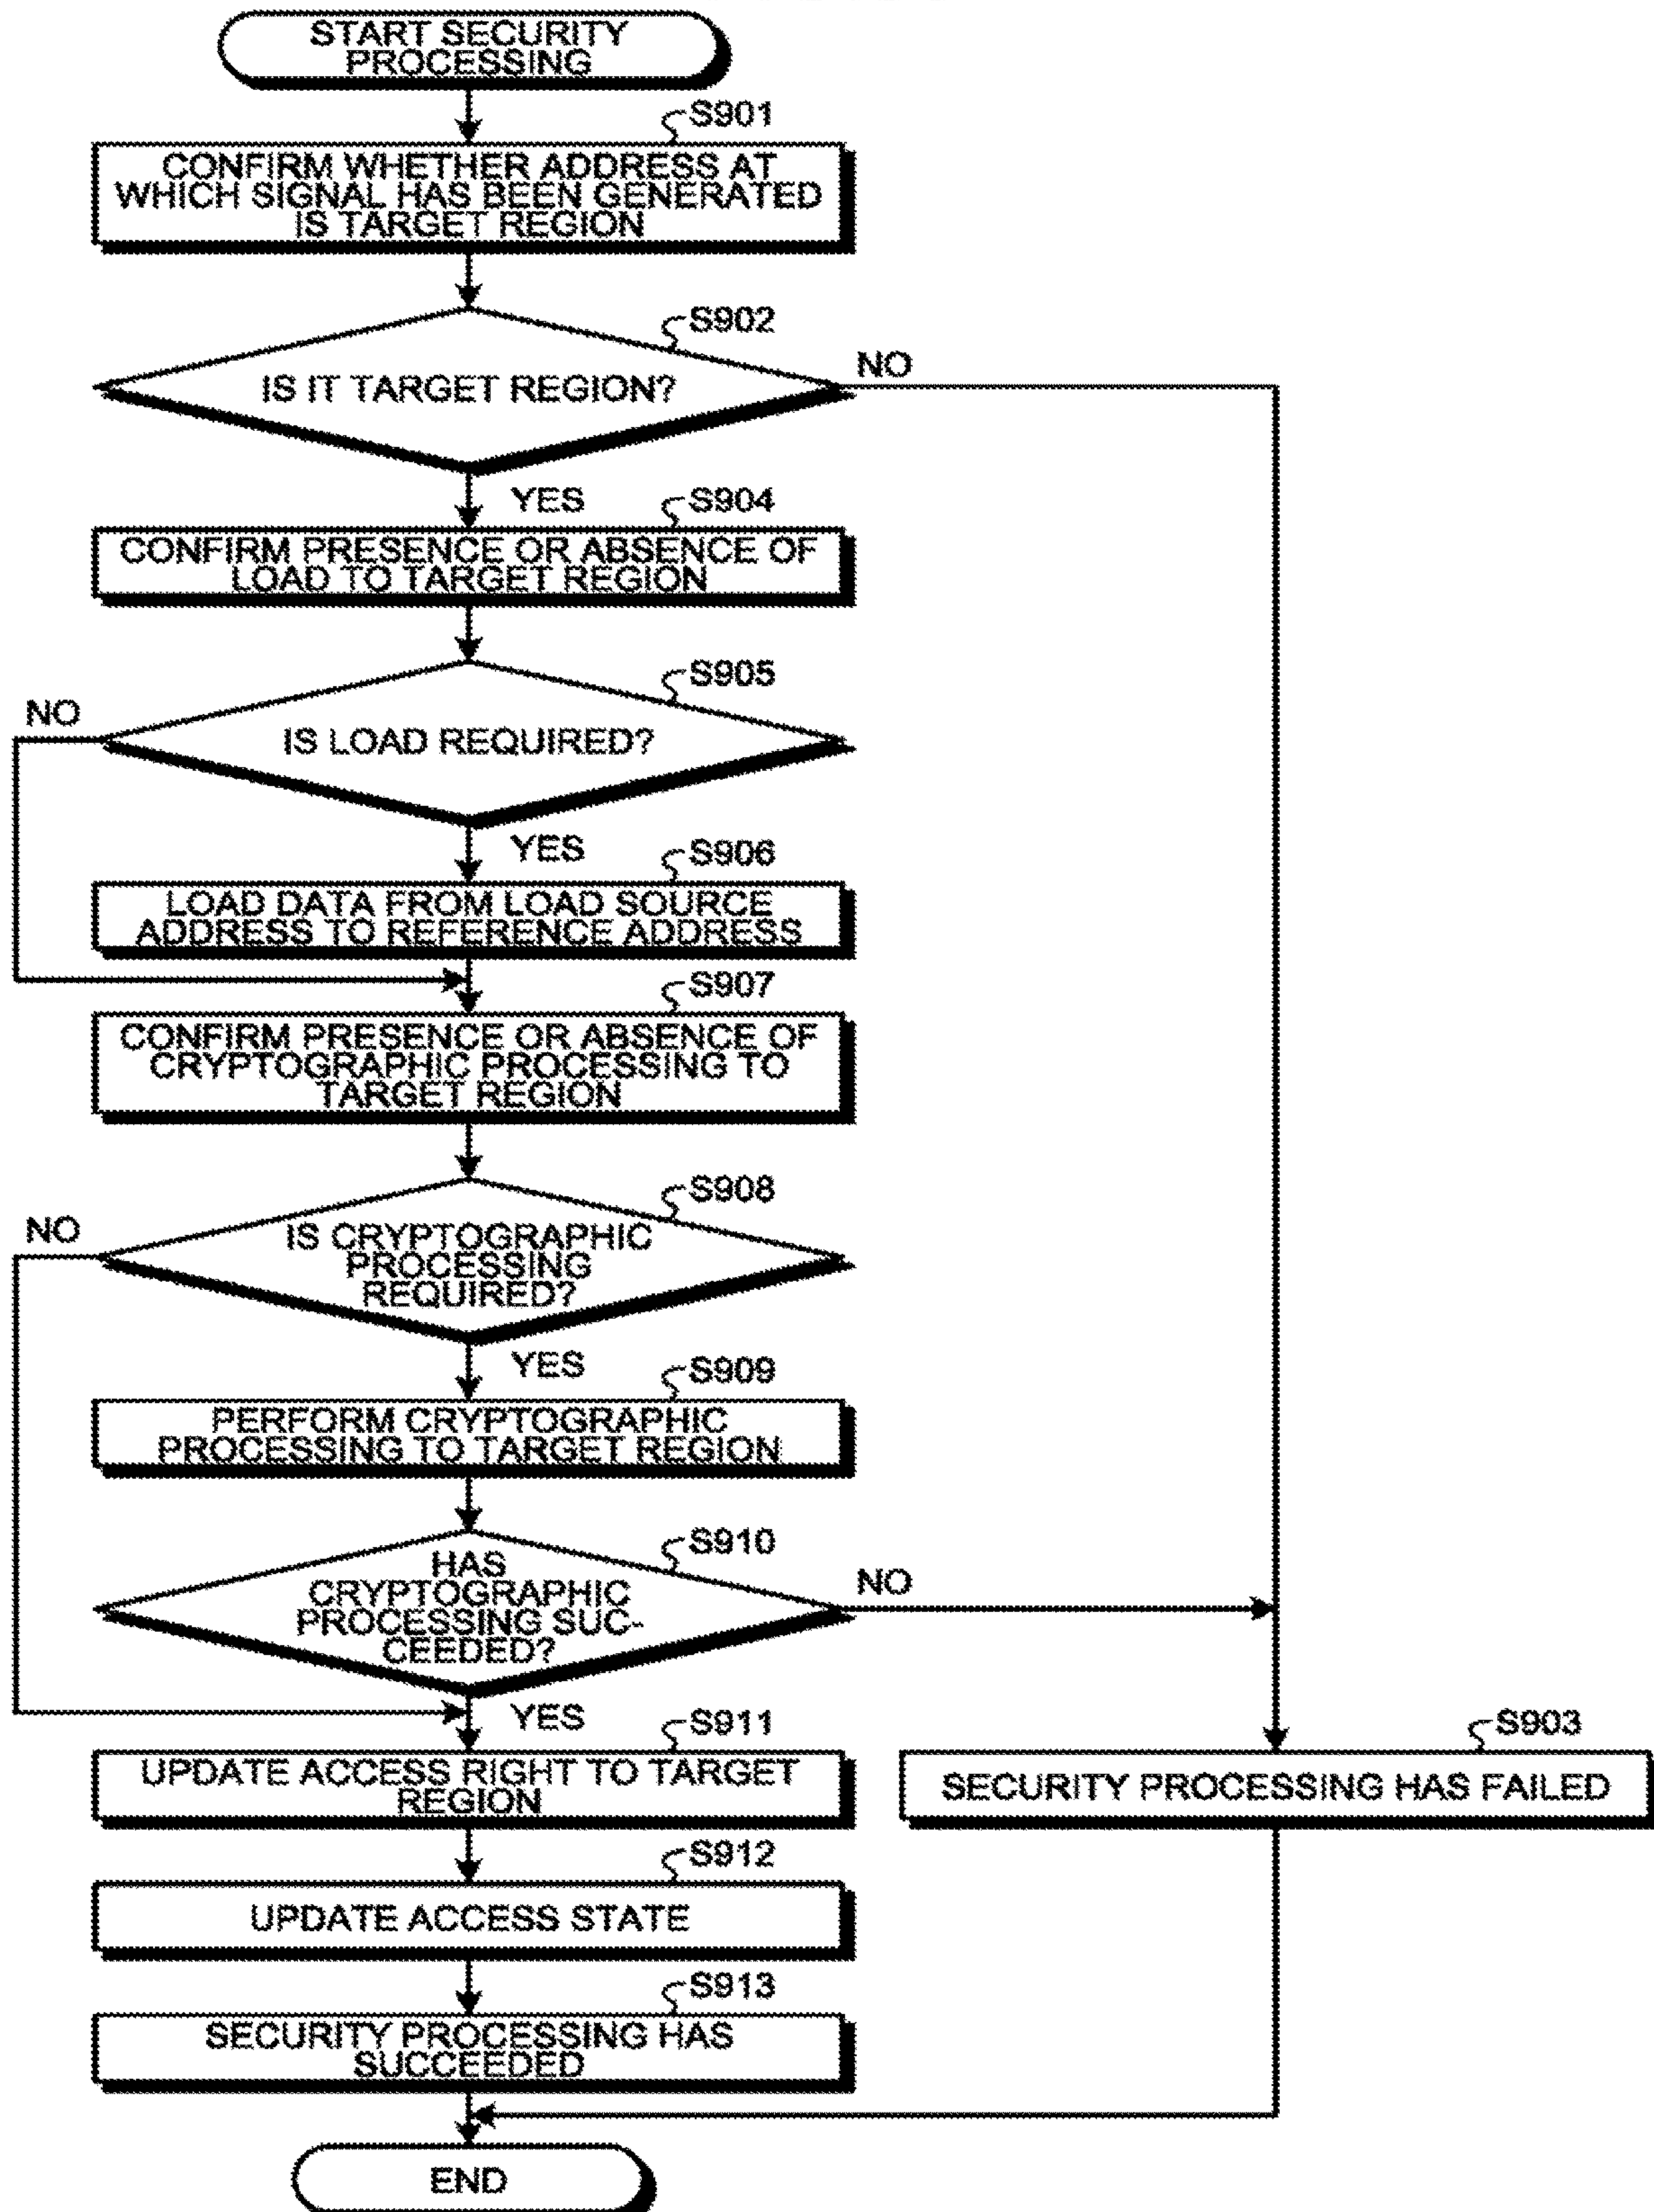 START SECURITY
PROCESSING
S901
CONFIRM WHETHER ADDRESS AT
WHICH SIGNAL HAS BEEN GENERATED
IS TARGET REGION
S902
IS IT TARGET REGION?
NO
YES
S904
CONFIRM PRESENCE OR ABSENCE OF
LOAD TO TARGET REGION
S905
NO
IS LOAD REQUIRED?
YES
S906
LOAD DATA FROM LOAD SOURCE
ADDRESS TO REFERENCE ADDRESS
S907
CONFIRM PRESENCE OR ABSENCE OF
CRYPTOGRAPHIC PROCESSING TO
TARGET REGION
S908
NO
IS CRYPTOGRAPHIC
PROCESSING
REQUIRED?
YES
S909
PERFORM CRYPTOGRAPHIC
PROCESSING TO TARGET REGION
S910
HAS
CRYPTOGRAPHIC
PROCESSING SUC-
CEEDED?
NO
YES
S911
UPDATE ACCESS RIGHT TO TARGET
REGION
S903
SECURITY PROCESSING HAS FAILED
S912
UPDATE ACCESS STATE
S913
SECURITY PROCESSING HAS
SUCCEEDED
END